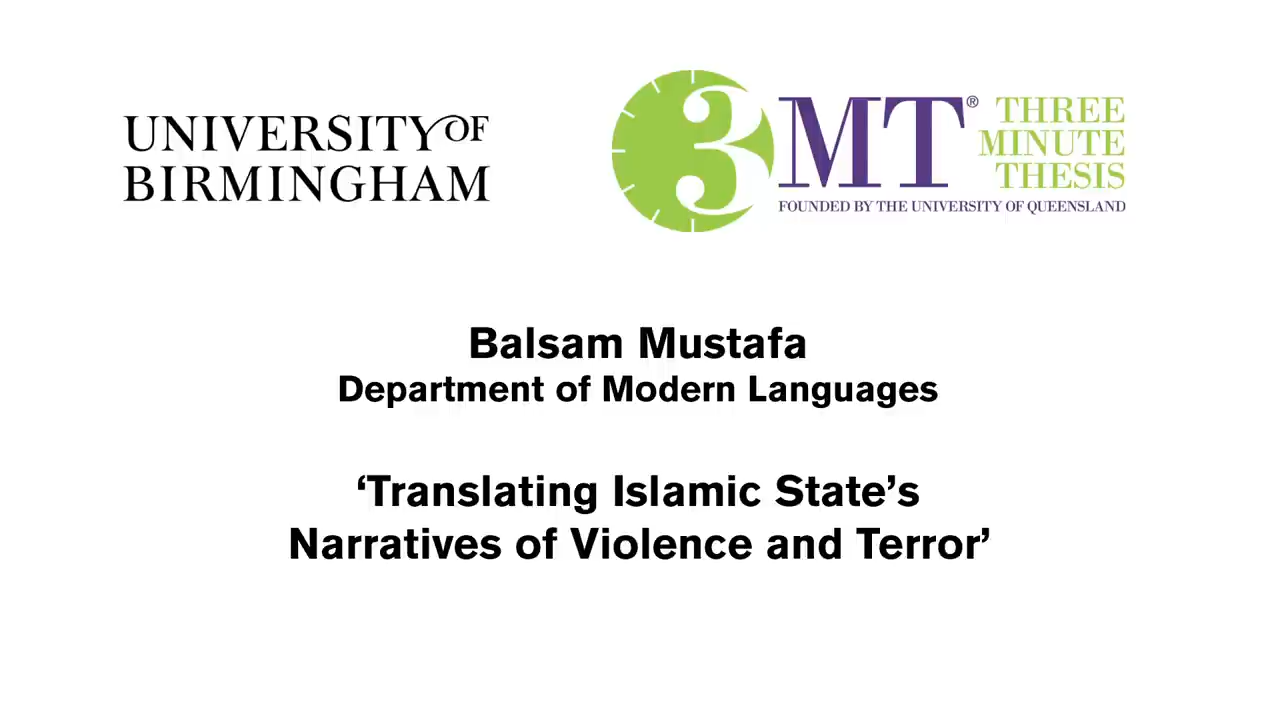 UNIVERSITY OF
BIRMINGHAM
3MT® THREE
MINUTE
THESIS
FOUNDED BY THE UNIVERSITY OF QUEENSLAND
Balsam Mustafa
Department of Modern Languages
‘Translating Islamic State’s
Narratives of Violence and Terror’